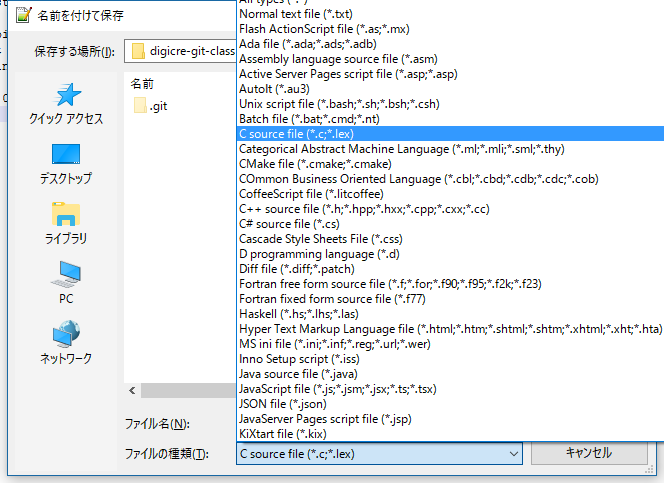 名前を付けて保存
保存する場所(I):
digicre-git-class
名前
.git
クイック アクセス
デスクトップ
ライブラリ
PC
ネットワーク
Normal text file (*.txt)
Flash ActionScript file (*.as;*.mx)
Ada file (*.ada;*.ads;*.adb)
Assembly language source file (*.asm)
Active Server Pages script file (*.asp;*.asp)
AutoIt (*.au3)
Unix script file (*.bash;*.sh;*.bsh;*.csh)
Batch file (*.bat;*.cmd;*.nt)
C source file (*.c;*.lex)
Categorical Abstract Machine Language (*.ml;*.mli;*.sml;*.thy)
CMake file (*.cmake;*.cmake)
COmmon Business Oriented Language (*.cbl;*.cbd;*.cdb;*.cdc;*.cob)
CoffeeScript file (*.litcoffee)
C++ source file (*.h;*.hpp;*.hxx;*.cpp;*.cxx;*.cc)
C# source file (*.cs)
Cascade Style Sheets File (*.css)
D programming language (*.d)
Diff file (*.diff;*.patch)
Fortran free form source file (*.f;*.for;*.f90;*.f95;*.f2k;*.f23)
Fortran fixed form source file (*.f77)
Haskell (*.hs;*.lhs;*.las)
Hyper Text Markup Language file (*.html;*.htm;*.shtml;*.shtm;*.xhtml;*.xht;*.hta)
MS ini file (*.ini;*.inf;*.reg;*.url;*.wer)
Inno Setup script (*.iss)
Java source file (*.java)
JavaScript file (*.js;*.jsm;*.jsx;*.ts;*.tsx)
JSON file (*.json)
JavaServer Pages script file (*.jsp)
KiXtart file (*.kix)
ファイル名(N):
ファイルの種類(T):
C source file (*.c;*.lex)
キャンセル